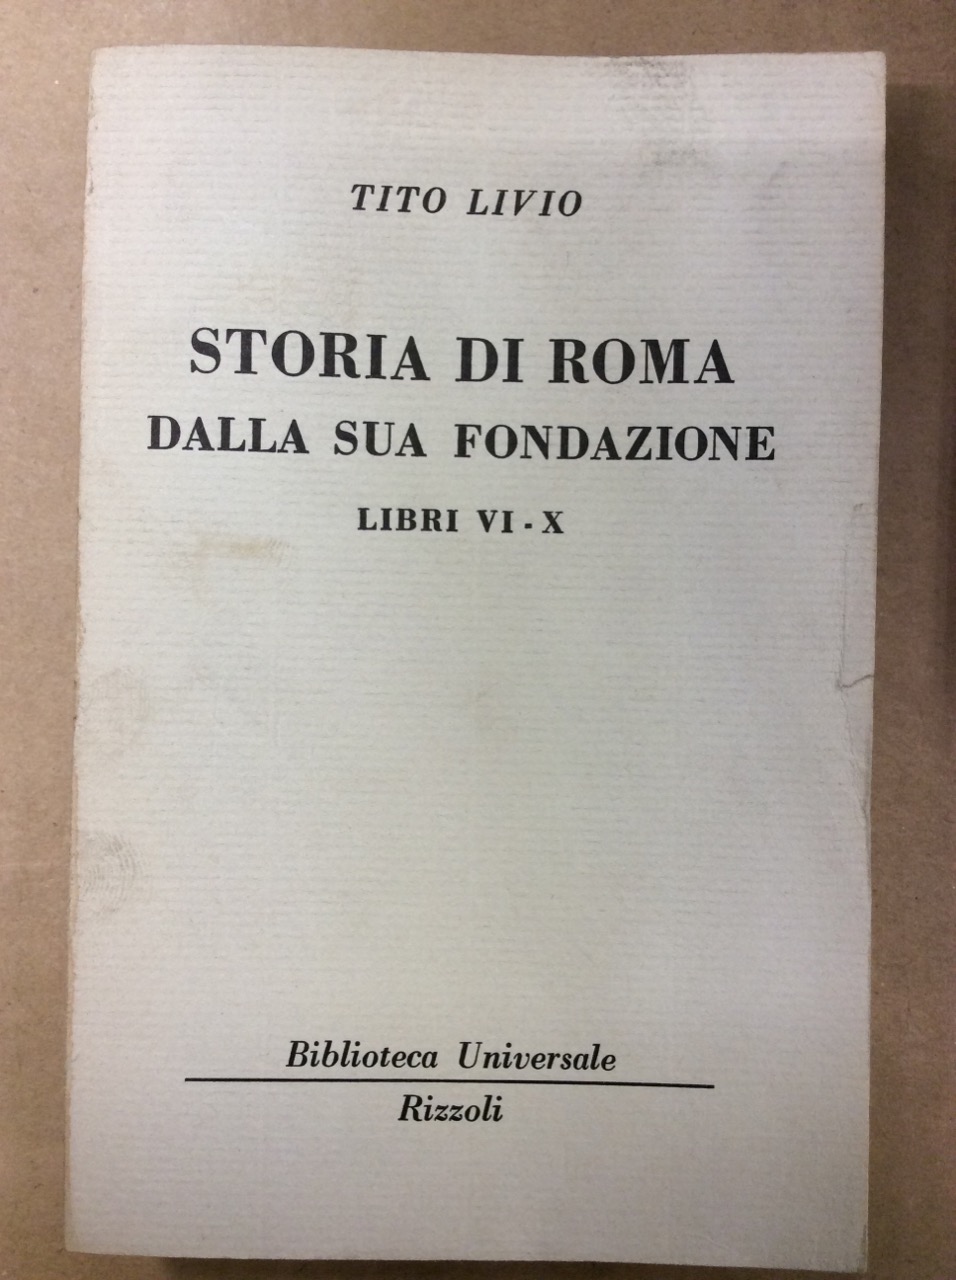 TITO LIVIO
STORIA DI ROMA
DALLA SUA FONDAZIONE
LIBRI VI - X
Biblioteca Universale
Rizzoli